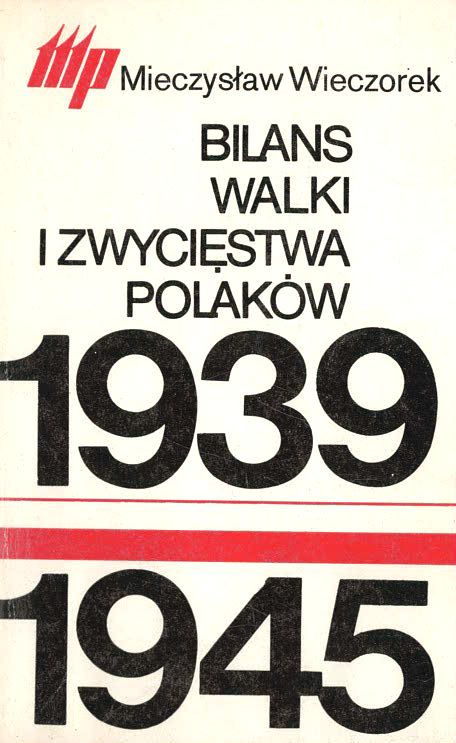 mp Mieczysław Wieczorek
BILANS
WALKI
I ZWYCIĘSTWA
POLAKÓW
1939
1945